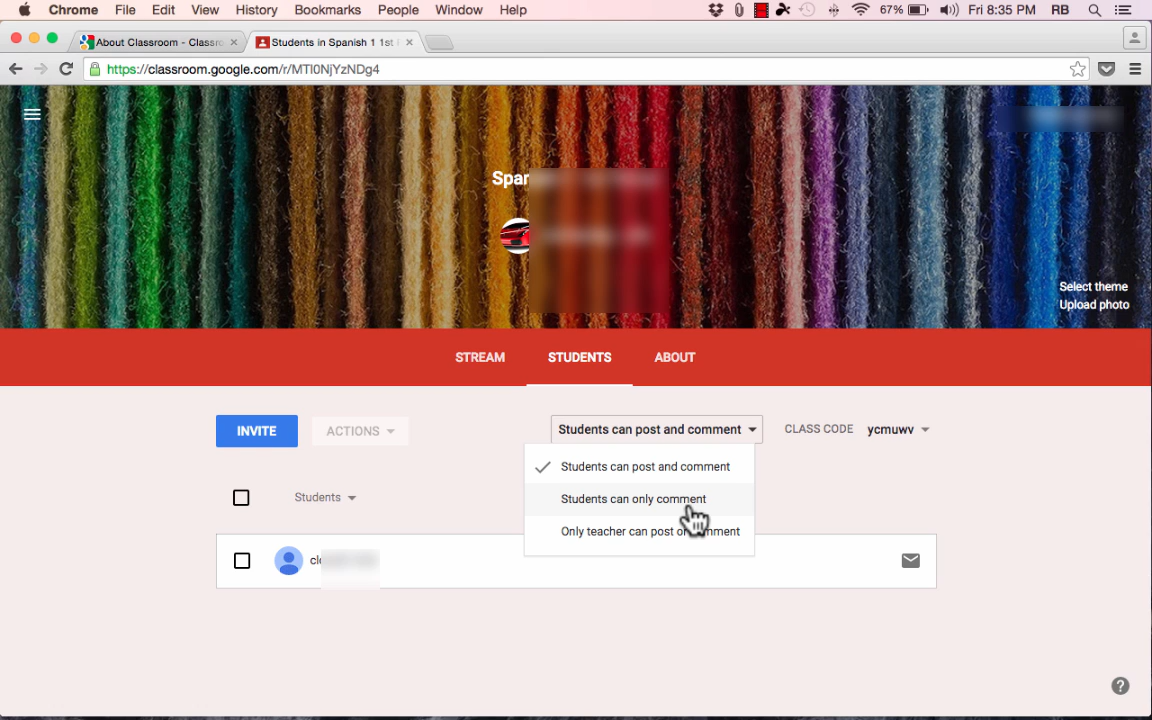 Chrome File Edit View History Bookmarks People Window Help 67% Fri 8:35 PM RB
About Classroom - Classro Students in Spanish 1 1st
https://classroom.google.com/r/MTI0NjYzNDg4
Spa
Select theme
Upload photo
STREAM STUDENTS ABOUT
INVITE ACTIONS Students can post and comment CLASS CODE ycmuwv
Students can post and comment
Students Students can only comment
Only teacher can post or comment
cl
?